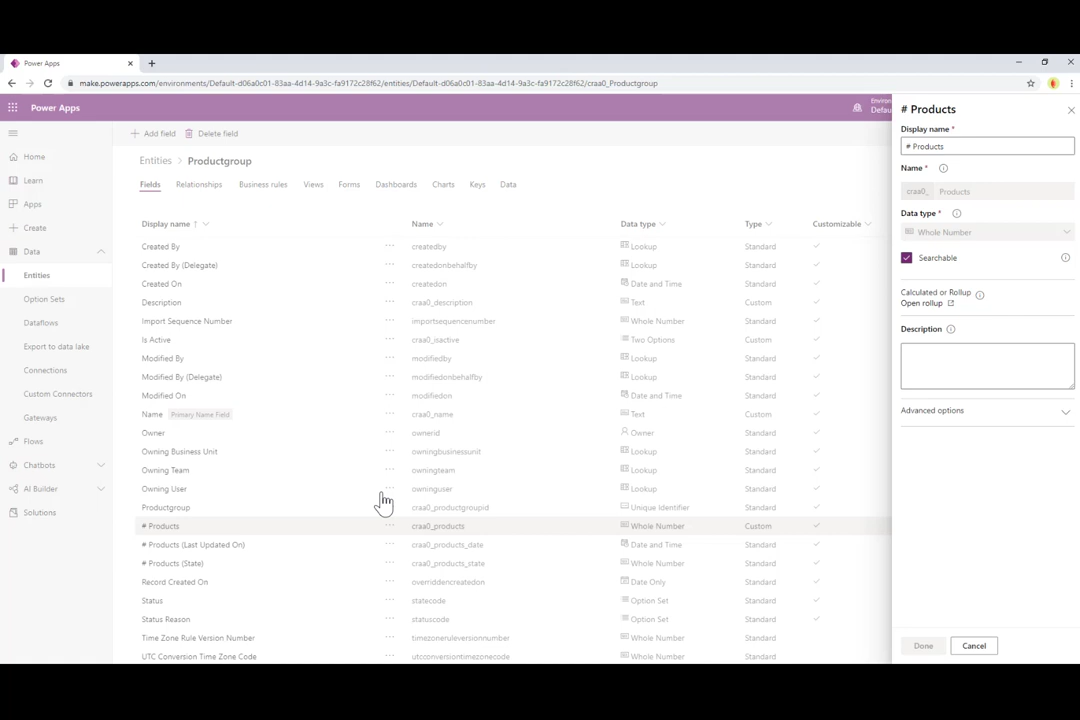 Power Apps
make.powerapps.com/environments/Default-d06a0c01-83aa-4d14-9a3c-fa9172c28f62/entities/Default-d06a0c01-83aa-4d14-9a3c-fa9172c28f62/craa0_Productgroup
Power Apps
Environ
Defau
Home
Learn
Apps
Create
Data
Entities
Option Sets
Dataflows
Export to data lake
Connections
Custom Connectors
Gateways
Flows
Chatbots
AI Builder
Solutions
Add field Delete field
Entities > Productgroup
Fields Relationships Business rules Views Forms Dashboards Charts Keys Data
Display name ↑ Name Data type Type Customizable
Created By ... createdby Lookup Standard
Created By (Delegate) ... createdonbehalfby Lookup Standard
Created On ... createdon Date and Time Standard
Description ... craa0_description Text Custom
Import Sequence Number ... importsequencenumber Whole Number Standard
Is Active ... craa0_isactive Two Options Custom
Modified By ... modifiedby Lookup Standard
Modified By (Delegate) ... modifiedonbehalfby Lookup Standard
Modified On ... modifiedon Date and Time Standard
Name Primary Name Field ... craa0_name Text Custom
Owner ... ownerid Owner Standard
Owning Business Unit ... owningbusinessunit Lookup Standard
Owning Team ... owningteam Lookup Standard
Owning User ... owninguser Lookup Standard
Productgroup ... craa0_productgroupid Unique Identifier Standard
# Products ... craa0_products Whole Number Custom
# Products (Last Updated On) ... craa0_products_date Date and Time Standard
# Products (State) ... craa0_products_state Whole Number Standard
Record Created On ... overriddencreatedon Date Only Standard
Status ... statecode Option Set Standard
Status Reason ... statuscode Option Set Standard
Time Zone Rule Version Number ... timezoneruleversionnumber Whole Number Standard
UTC Conversion Time Zone Code ... utcconversiontimezonecode Whole Number Standard
# Products
Display name *
# Products
Name *
craa0_ Products
Data type *
Whole Number
Searchable
Calculated or Rollup
Open rollup
Description
Advanced options
Done Cancel